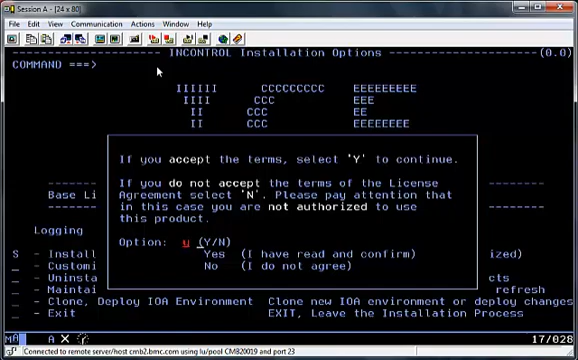 Session A - [24 x 80]
File Edit View Communication Actions Window Help
INCONTROL Installation Options (0.0)
COMMAND ===>
IIIIII CCCCCCCCC EEEEEEEEE
IIII CCC EEE
II CCC EE
II CCC EEEEEEEE
If you accept the terms, select 'Y' to continue.
If you do not accept the terms of the License
Agreement select 'N'. Please pay attention that
in this case you are not authorized to use
this product.
Option: y (Y/N)
Yes (I have read and confirm)
No (I do not agree)
Base Li
Logging
S - Install ized)
_ - Customi
_ - Uninsta cts
_ - Maintai refresh
_ - Clone, Deploy IOA Environment Clone new IOA environment or deploy changes
_ - Exit EXIT, Leave the Installation Process
MA A 17/028
Connected to remote server/host cmb2.bmc.com using lu/pool CMB20019 and port 23